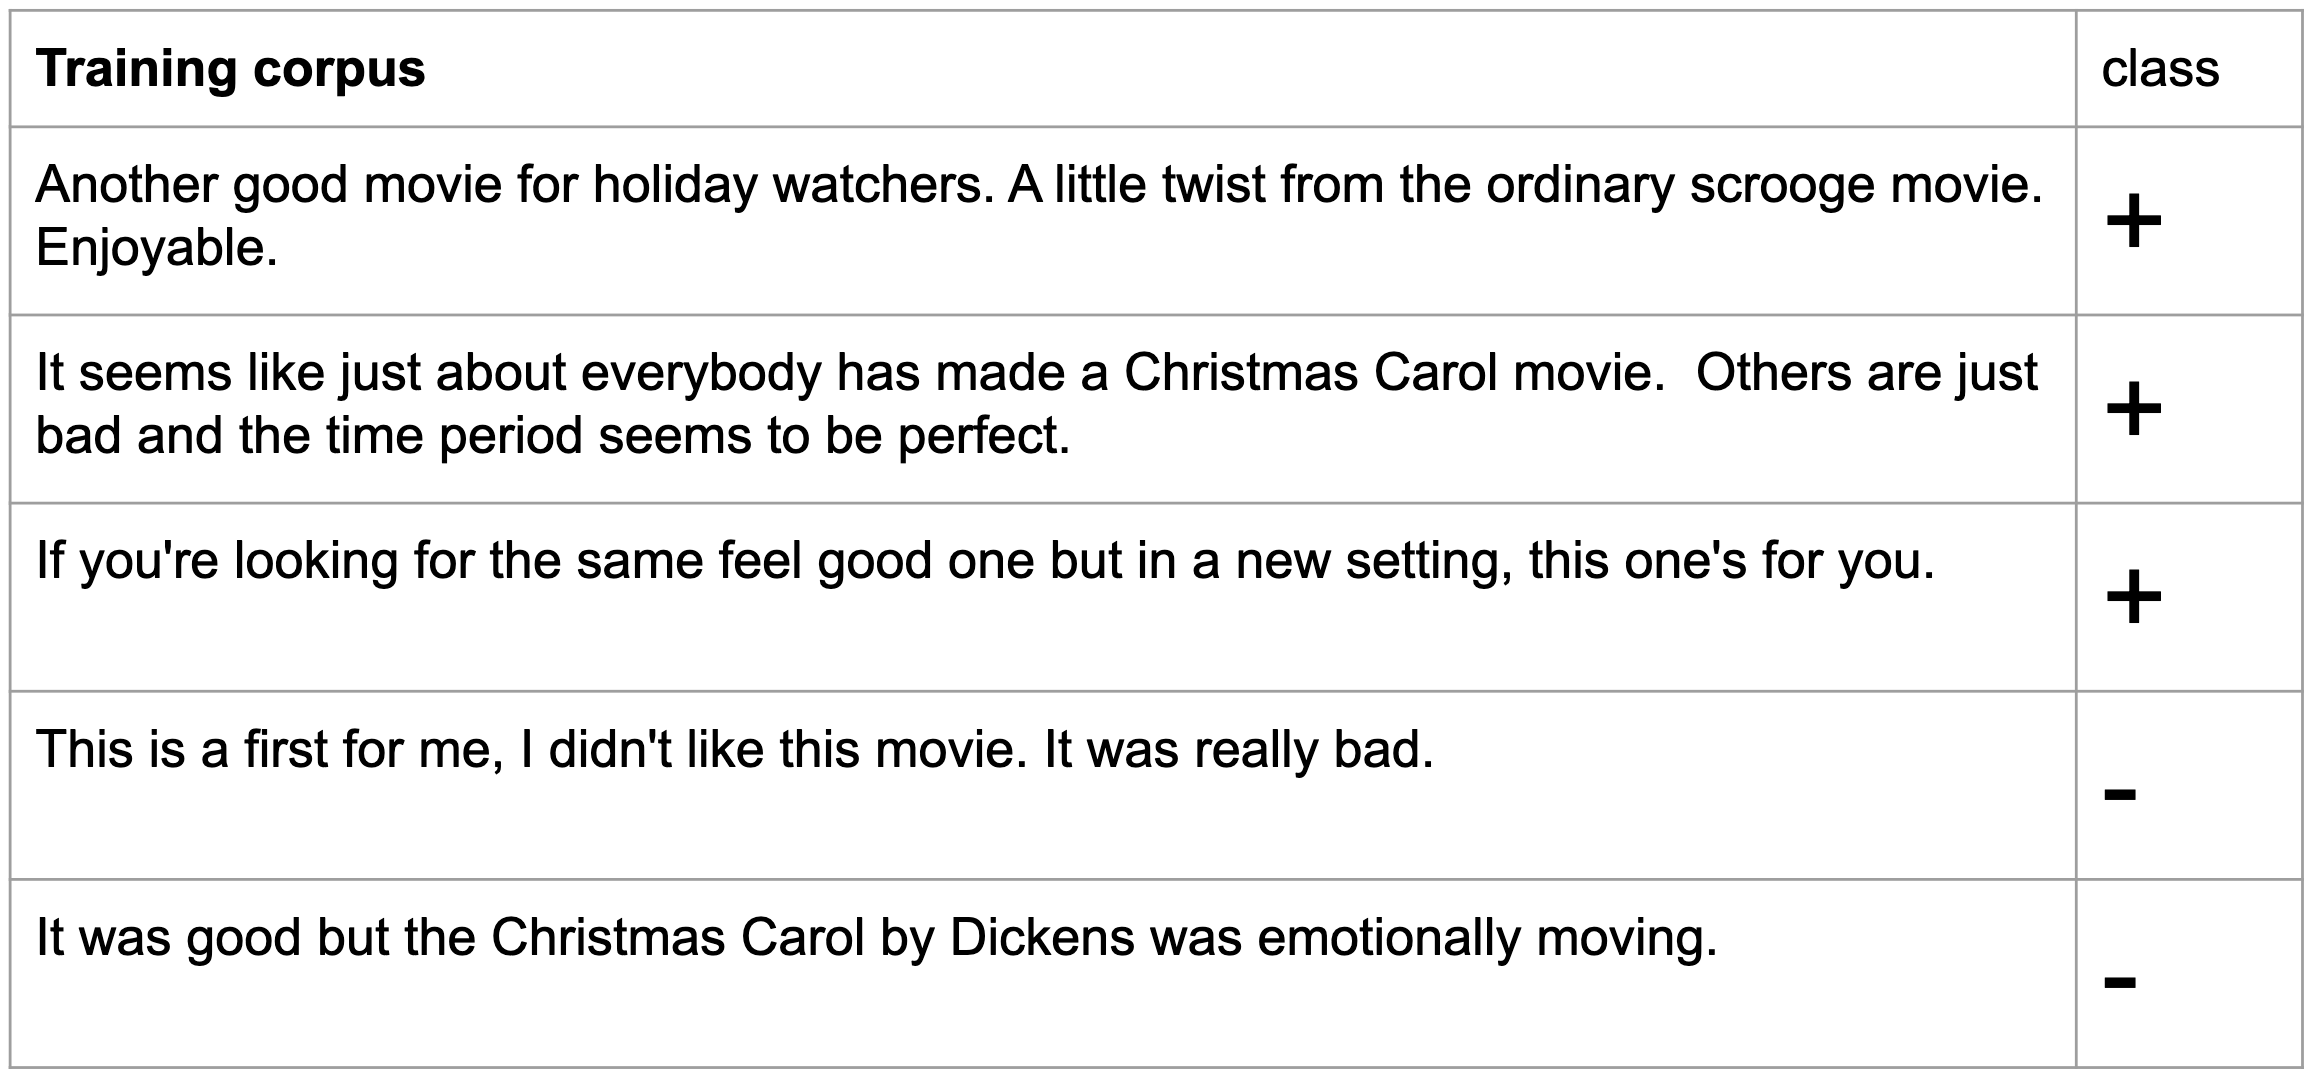 Training corpus
class
Another good movie for holiday watchers. A little twist from the ordinary scrooge movie.
Enjoyable.
+
It seems like just about everybody has made a Christmas Carol movie.  Others are just
bad and the time period seems to be perfect.
+
If you're looking for the same feel good one but in a new setting, this one's for you.
+
This is a first for me, I didn't like this movie. It was really bad.
-
It was good but the Christmas Carol by Dickens was emotionally moving.
-